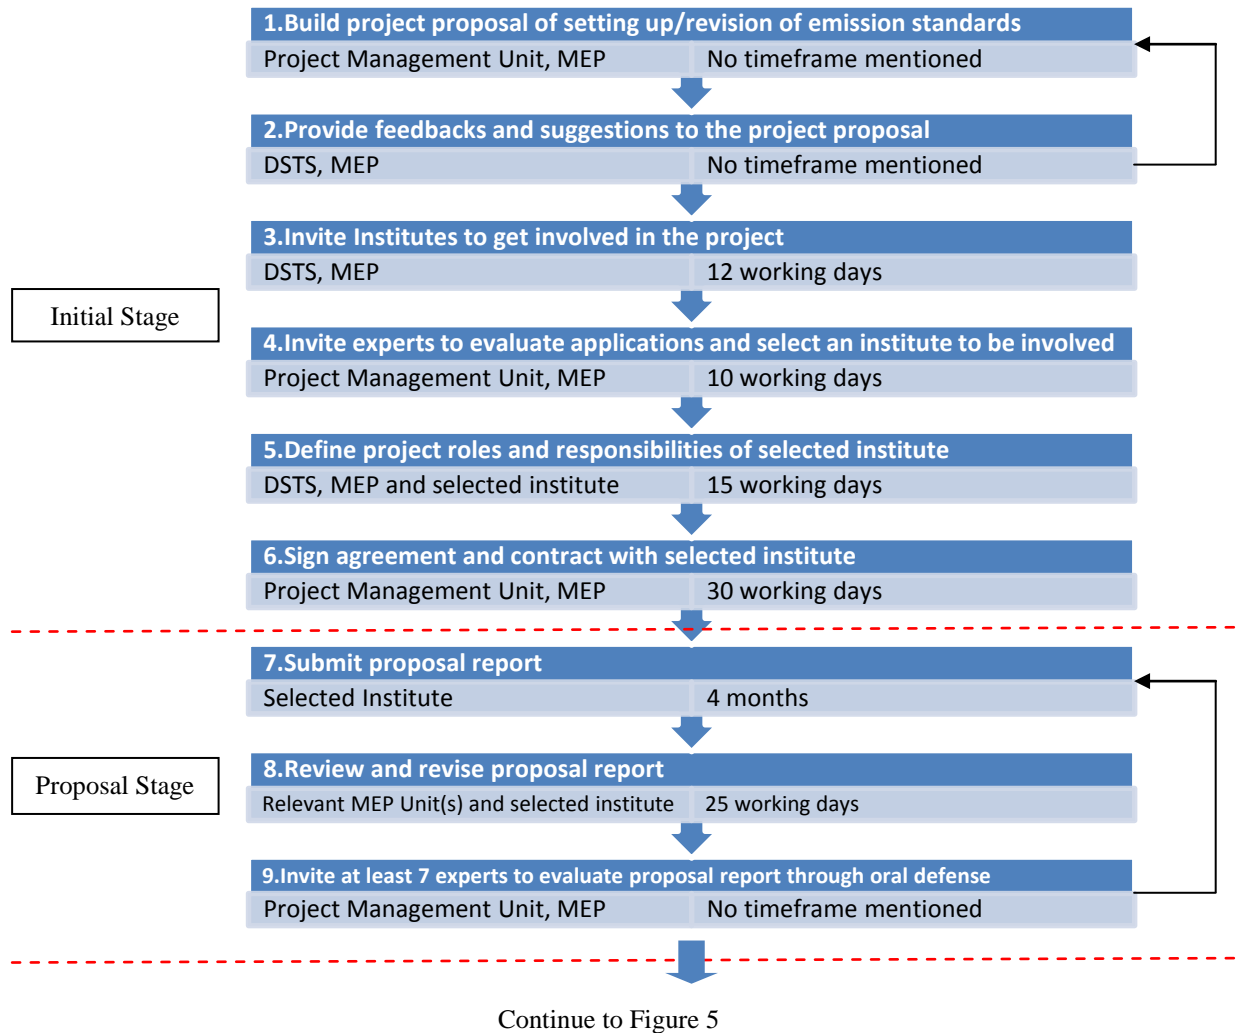 1.Build project proposal of setting up/revision of emission standards
Project Management Unit, MEP
No timeframe mentioned
2.Provide feedbacks and suggestions to the project proposal
DSTS, MEP
No timeframe mentioned
3.Invite Institutes to get involved in the project
DSTS, MEP
12 working days
Initial Stage
4.Invite experts to evaluate applications and select an institute to be involved
Project Management Unit, MEP
10 working days
5.Define project roles and responsibilities of selected institute
DSTS, MEP and selected institute
15 working days
6.Sign agreement and contract with selected institute
Project Management Unit, MEP
30 working days
7.Submit proposal report
Selected Institute
4 months
Proposal Stage
8.Review and revise proposal report
Relevant MEP Unit(s) and selected institute
25 working days
9.Invite at least 7 experts to evaluate proposal report through oral defense
Project Management Unit, MEP
No timeframe mentioned
Continue to Figure 5